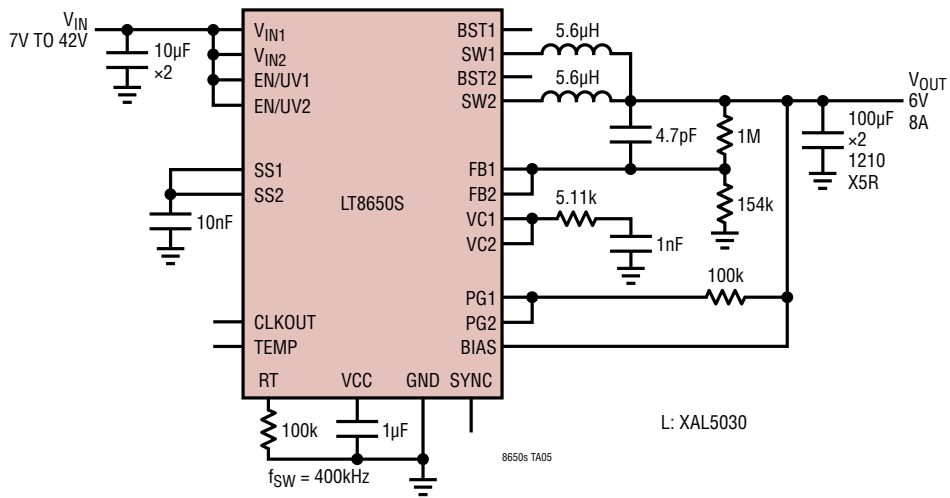 VIN
7V TO 42V
10µF
×2
VIN1
VIN2
EN/UV1
EN/UV2
SS1
SS2
10nF
CLKOUT
TEMP
RT
VCC
GND
SYNC
LT8650S
BST1
SW1
BST2
SW2
FB1
FB2
VC1
VC2
PG1
PG2
BIAS
5.6µH
5.6µH
4.7pF
1M
154k
5.11k
1nF
100k
VOUT
6V
8A
100µF
×2
1210
X5R
100k
1µF
fSW = 400kHz
L: XAL5030
8650s TA05